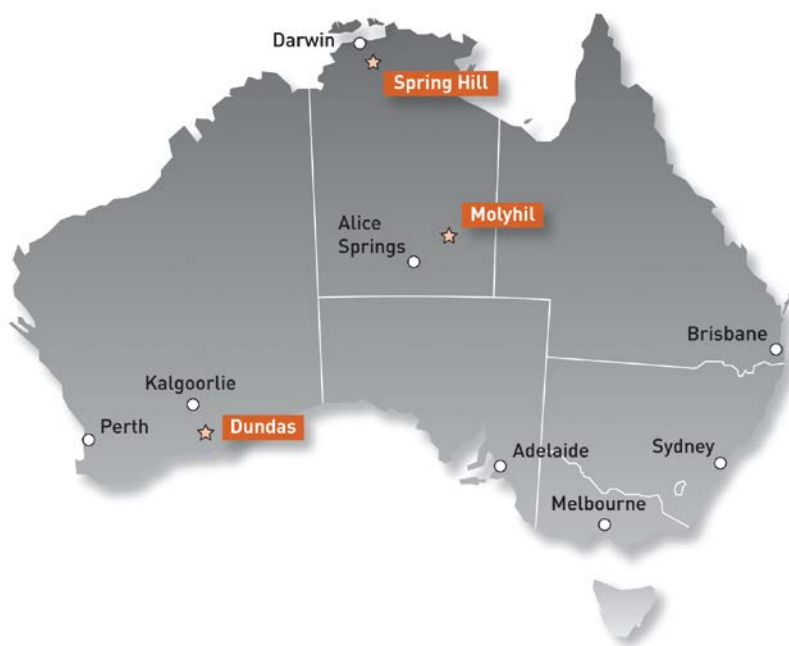 Darwin
Spring Hill
Molyhil
Alice
Springs
Brisbane
Kalgoorlie
Perth
Dundas
Adelaide
Sydney
Melbourne